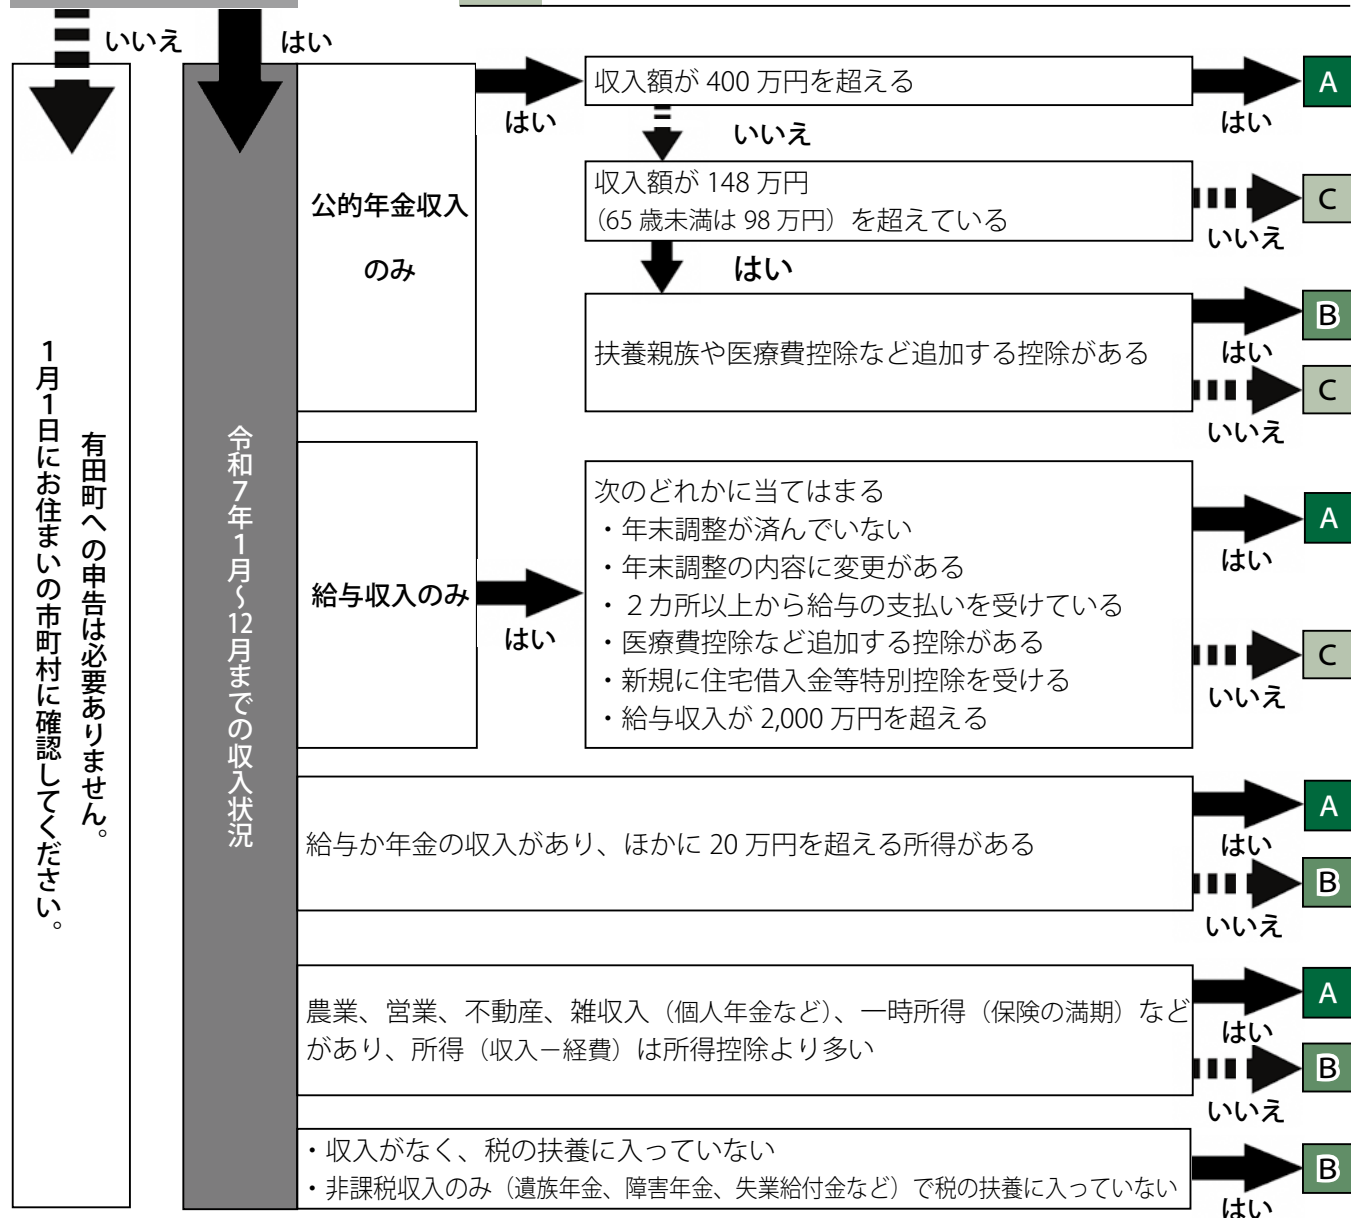 いいえ
はい
有田町への申告は必要ありません。
1月1日にお住まいの市町村に確認してください。
令和7年1月〜12月までの収入状況
公的年金収入
のみ
はい
収入額が 400 万円を超える
はい
A
いいえ
収入額が 148 万円
（65 歳未満は 98 万円）を超えている
いいえ
C
はい
扶養親族や医療費控除など追加する控除がある
はい
B
いいえ
C
給与収入のみ
はい
次のどれかに当てはまる
・年末調整が済んでいない
・年末調整の内容に変更がある
・２カ所以上から給与の支払いを受けている
・医療費控除など追加する控除がある
・新規に住宅借入金等特別控除を受ける
・給与収入が 2,000 万円を超える
はい
A
いいえ
C
給与か年金の収入があり、ほかに 20 万円を超える所得がある
はい
A
いいえ
B
農業、営業、不動産、雑収入（個人年金など）、一時所得（保険の満期）など
があり、所得（収入－経費）は所得控除より多い
はい
A
いいえ
B
・収入がなく、税の扶養に入っていない
・非課税収入のみ（遺族年金、障害年金、失業給付金など）で税の扶養に入っていない
はい
B